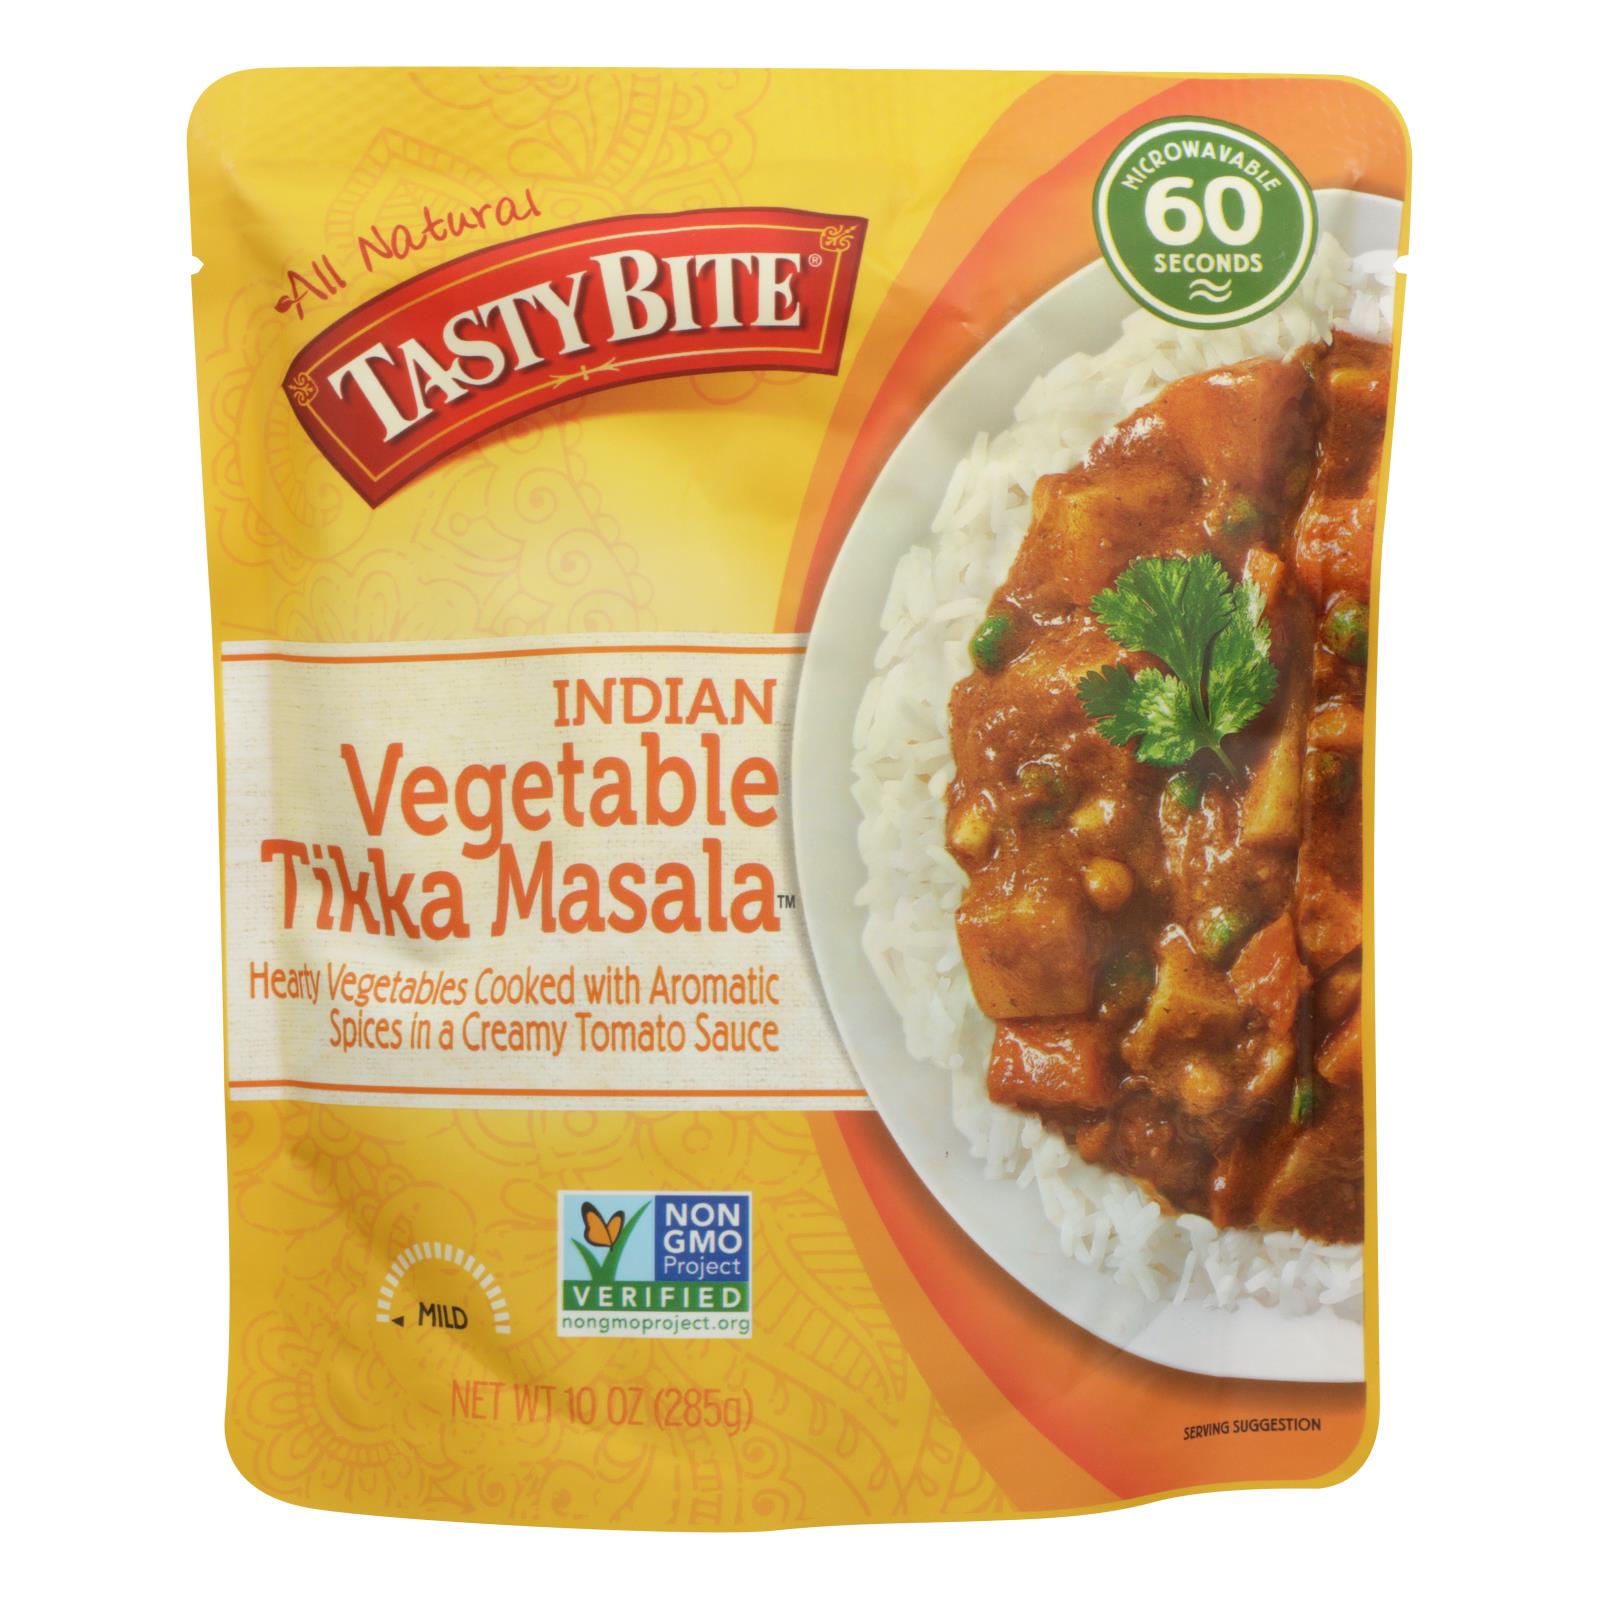 All Natural
TASTY BITE®
MICROWAVABLE
60
SECONDS
INDIAN
Vegetable
Tikka Masala™
Hearty Vegetables Cooked with Aromatic
Spices in a Creamy Tomato Sauce
MILD
NON
GMO
Project
VERIFIED
nongmoproject.org
NET WT 10 OZ (285g)
SERVING SUGGESTION